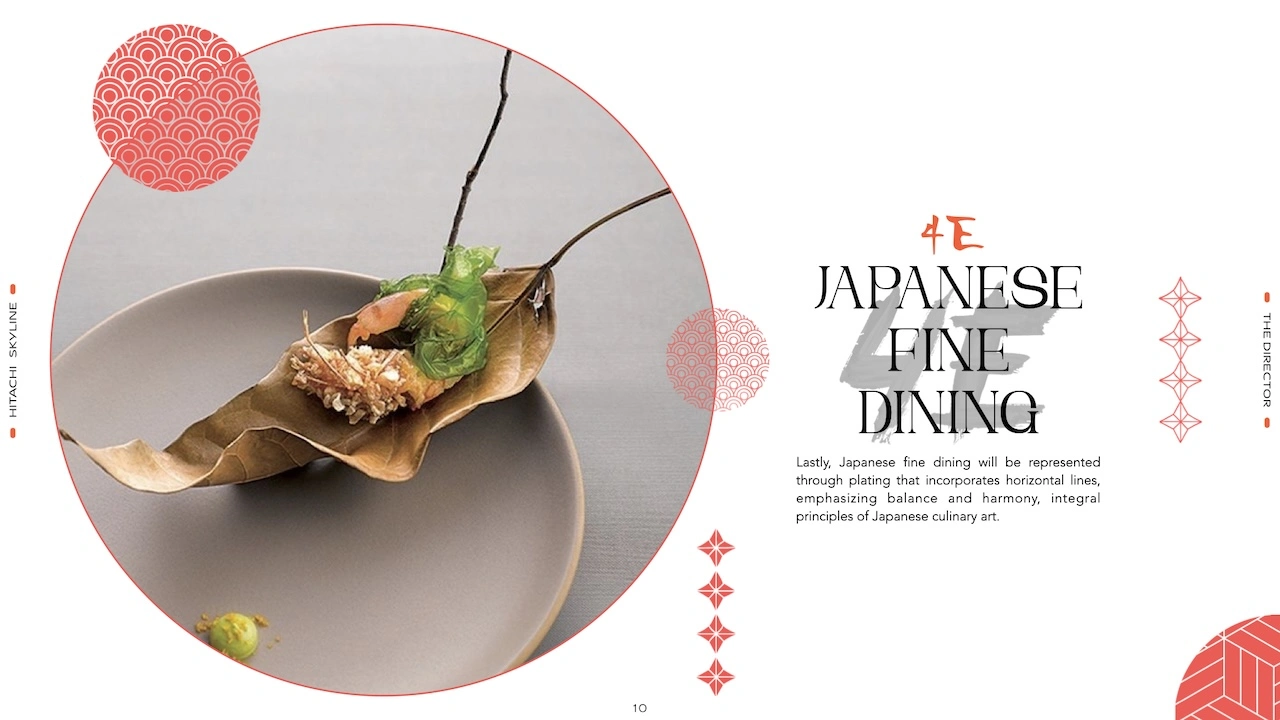 HITACHI SKYLINE
4E
JAPANESE
FINE
DINING
4E
Lastly, Japanese fine dining will be represented
through plating that incorporates horizontal lines,
emphasizing balance and harmony, integral
principles of Japanese culinary art.
THE DIRECTOR
10